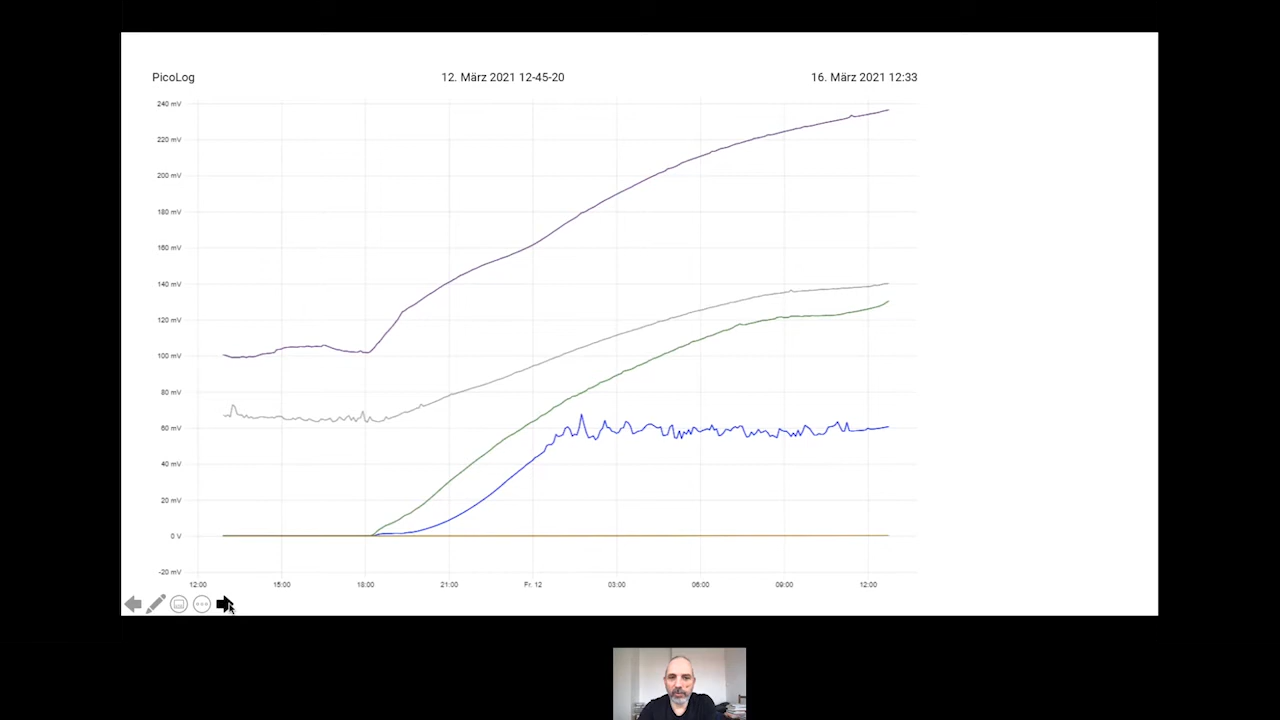 PicoLog 12. März 2021 12-45-20 16. März 2021 12:33
240 mV
220 mV
200 mV
180 mV
160 mV
140 mV
120 mV
100 mV
80 mV
60 mV
40 mV
20 mV
0 V
-20 mV
12:00 15:00 18:00 21:00 Fr. 12 03:00 06:00 09:00 12:00